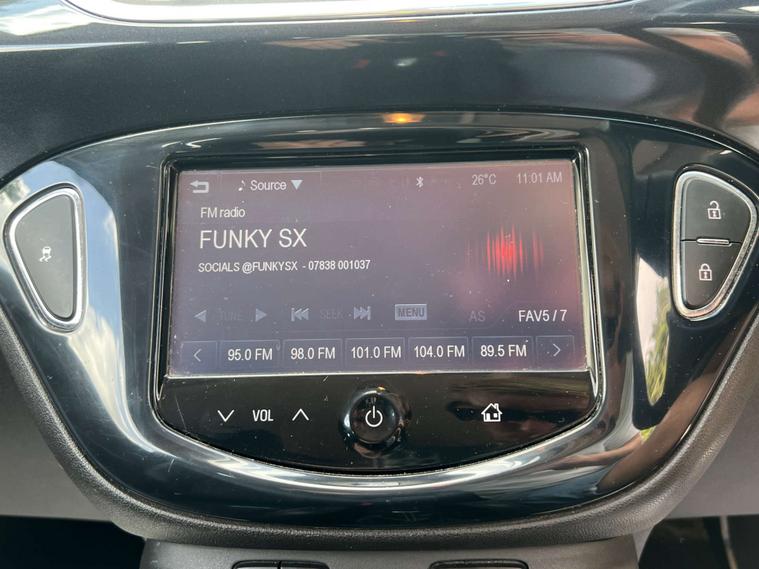 Source 26°C 11:01 AM
FM radio
FUNKY SX
SOCIALS @FUNKYSX - 07838 001037
TUNE SEEK MENU AS FAV5 / 7
95.0 FM 98.0 FM 101.0 FM 104.0 FM 89.5 FM
VOL